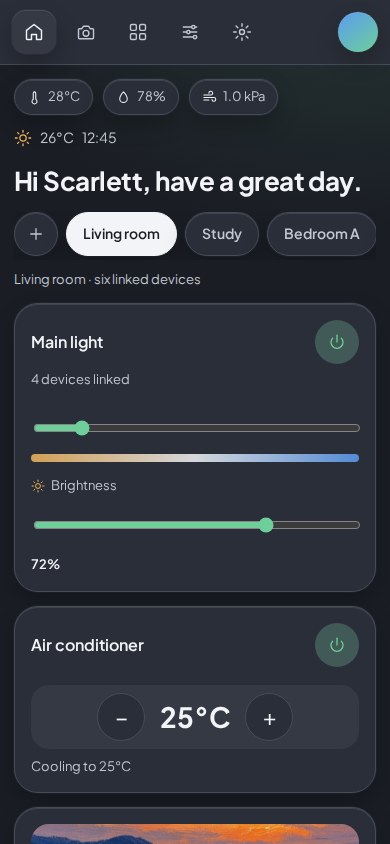 28°C 78% 1.0 kPa
26°C 12:45
Hi Scarlett, have a great day.
+ Living room Study Bedroom A
Living room · six linked devices
Main light
4 devices linked
Brightness
72%
Air conditioner
− 25°C +
Cooling to 25°C